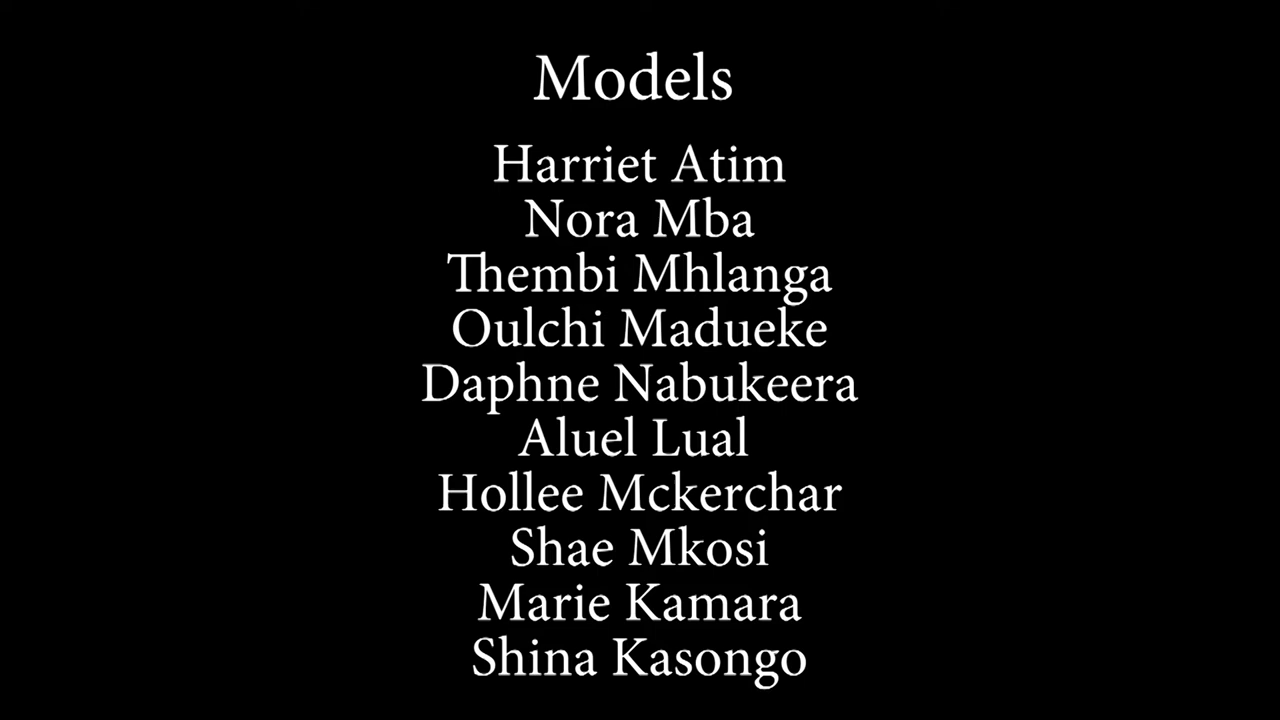 Models
Harriet Atim
Nora Mba
Thembi Mhlanga
Oulchi Madueke
Daphne Nabukeera
Aluel Lual
Hollee Mckerchar
Shae Mkosi
Marie Kamara
Shina Kasongo